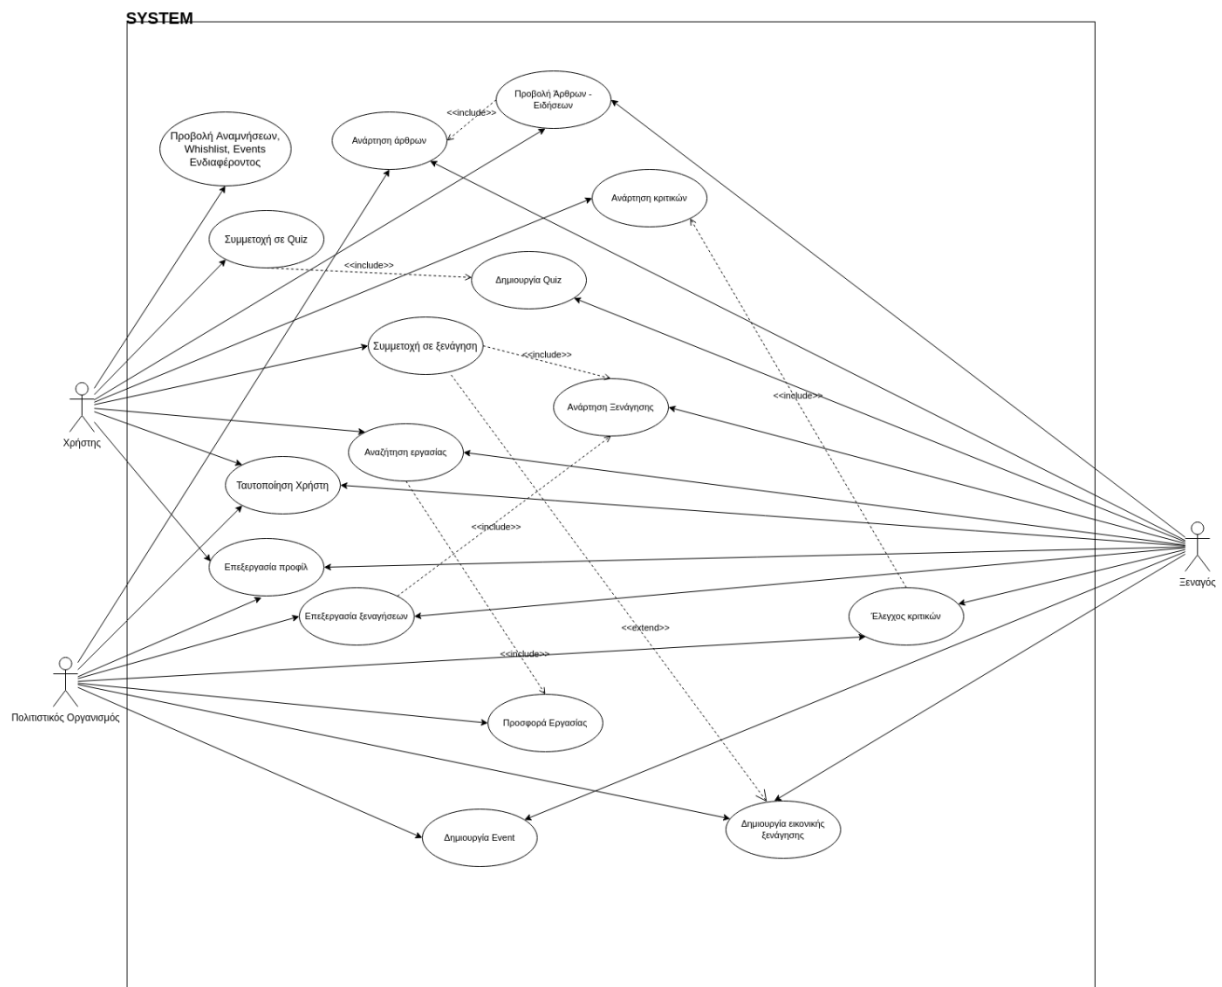 SYSTEM
Προβολή Άρθρων -
Ειδήσεων
<<include>>
Ανάρτηση άρθρων
Προβολή Αναμνήσεων,
Whishlist, Events
Ενδιαφέροντος
Ανάρτηση κριτικών
Συμμετοχή σε Quiz
<<include>>
Δημιουργία Quiz
Συμμετοχή σε ξενάγηση
<<include>>
<<include>>
Ανάρτηση Ξενάγησης
Χρήστης
Αναζήτηση εργασίας
Ταυτοποίηση Χρήστη
<<include>>
Επεξεργασία προφίλ
Ξεναγός
Επεξεργασία ξεναγήσεων
Έλεγχος κριτικών
<<extend>>
<<include>>
Πολιτιστικός Οργανισμός
Προσφορά Εργασίας
Δημιουργία εικονικής
ξενάγησης
Δημιουργία Event